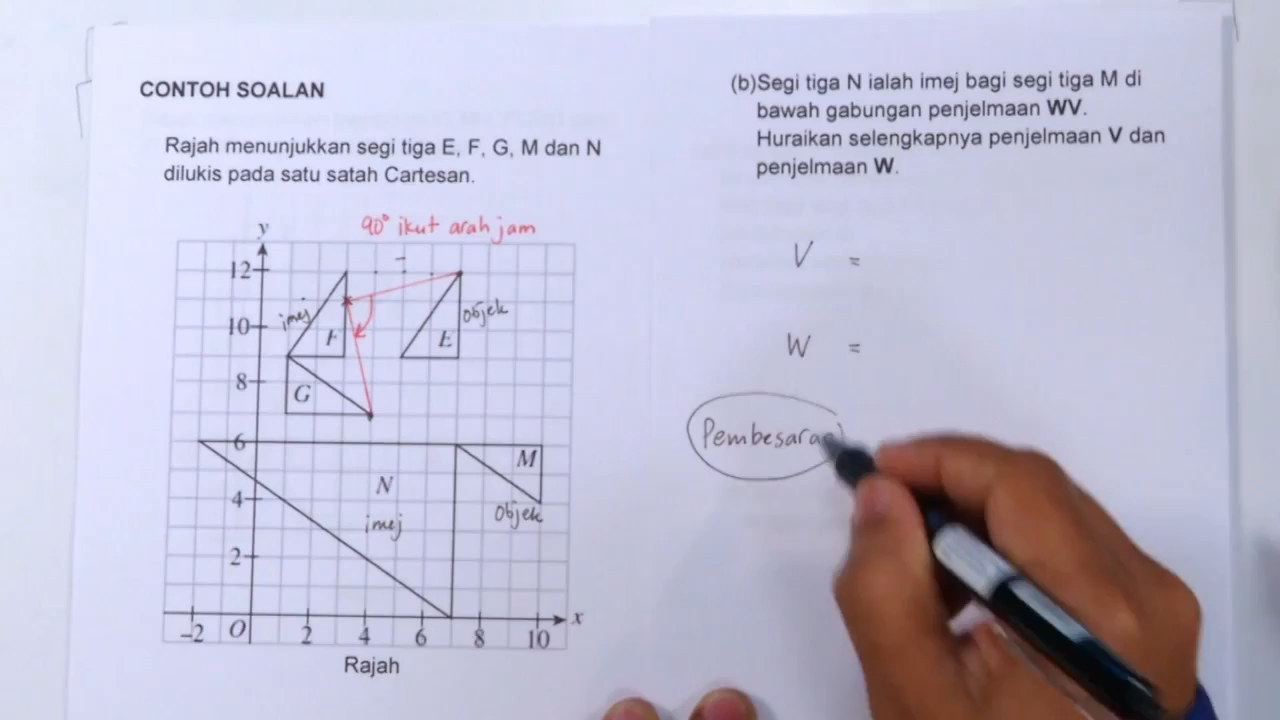 CONTOH SOALAN
Rajah menunjukkan segi tiga E, F, G, M dan N
dilukis pada satu satah Cartesan.
90° ikut arah jam
y
12
10
8
6
4
2
imej
F
E
objek
G
N
imej
M
objek
-2 O 2 4 6 8 10 x
Rajah
(b)Segi tiga N ialah imej bagi segi tiga M di
bawah gabungan penjelmaan WV.
Huraikan selengkapnya penjelmaan V dan
penjelmaan W.
V =
W =
Pembesaran